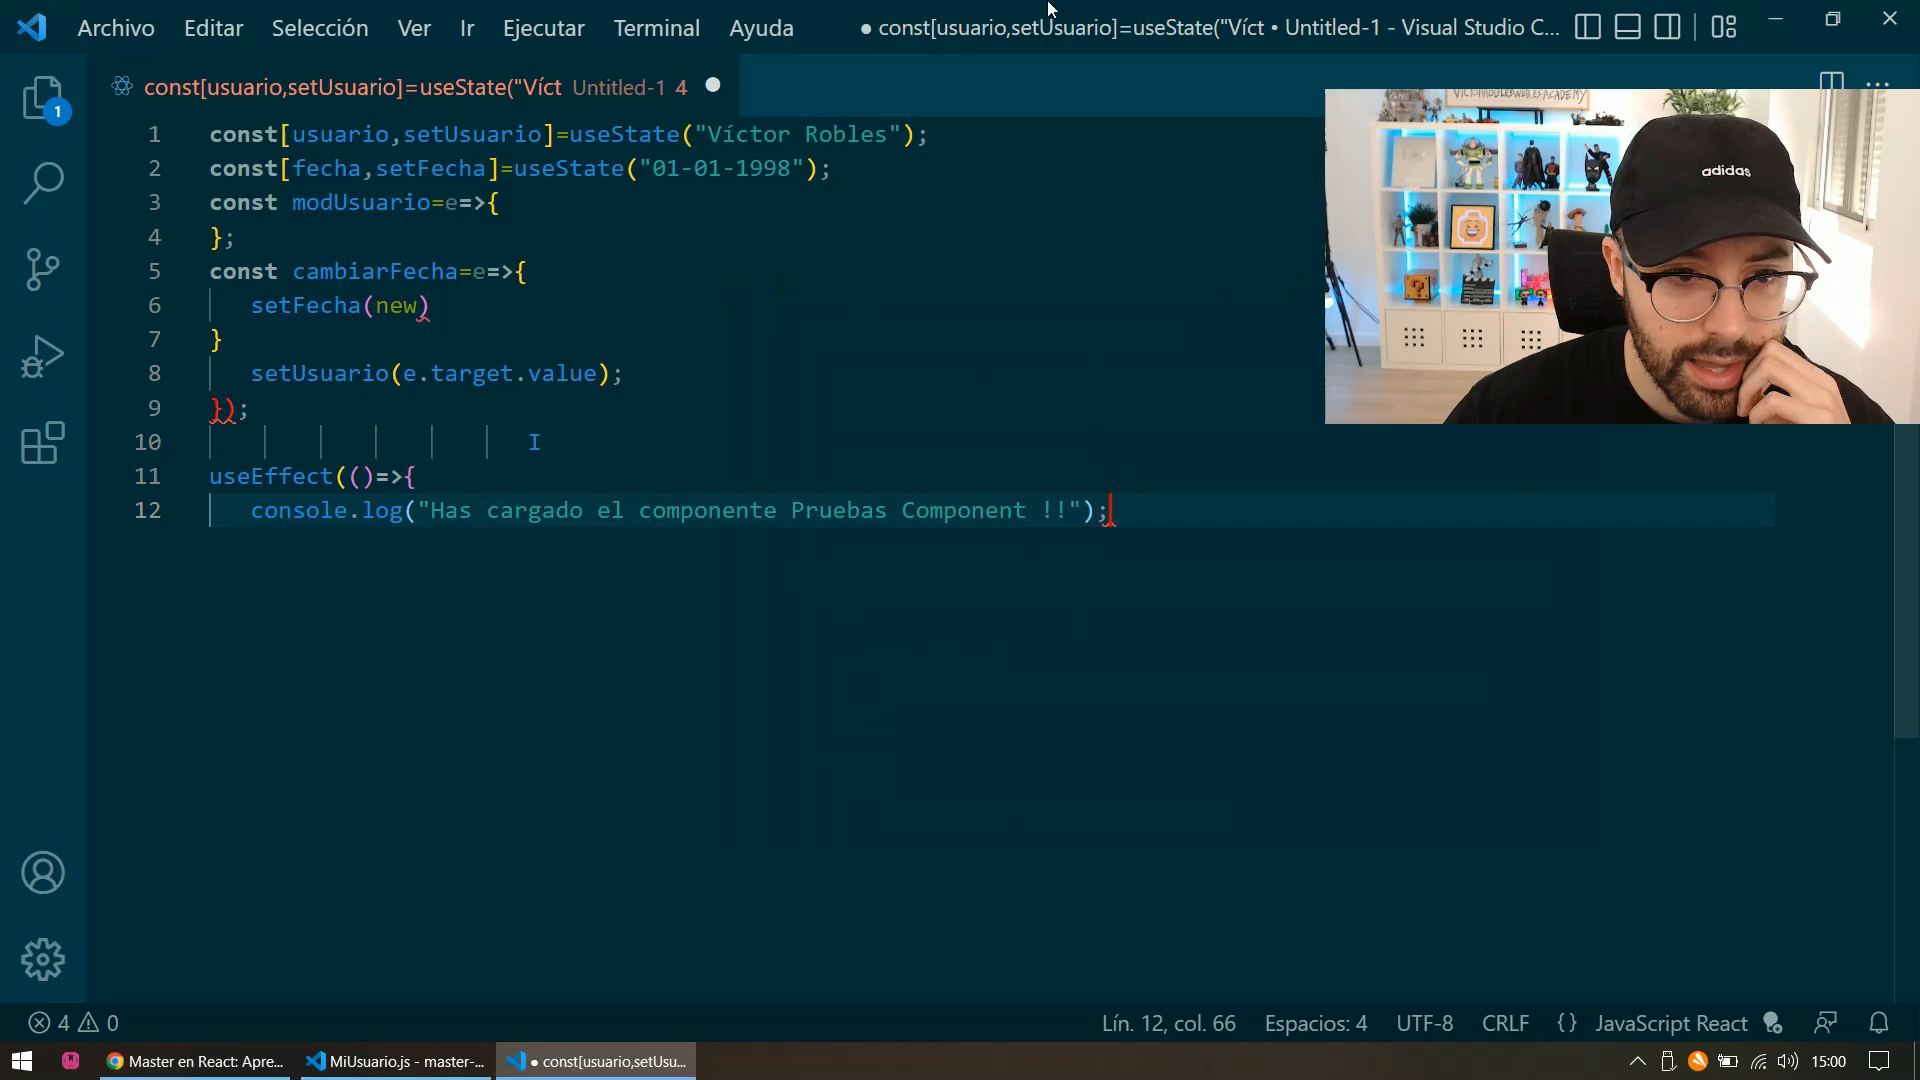 Archivo Editar Selección Ver Ir Ejecutar Terminal Ayuda ● const[usuario,setUsuario]=useState("Víct • Untitled-1 - Visual Studio C...
1
const[usuario,setUsuario]=useState("Víct Untitled-1 4 ●
1 const[usuario,setUsuario]=useState("Víctor Robles");
2 const[fecha,setFecha]=useState("01-01-1998");
3 const modUsuario=e=>{
4 };
5 const cambiarFecha=e=>{
6 setFecha(new)
7 }
8 setUsuario(e.target.value);
9 });
10
11 useEffect(()=>{
12 console.log("Has cargado el componente Pruebas Component !!");
VICTORROBLESWEB.ES/ACADEMY
adidas
4 0 Lín. 12, col. 66 Espacios: 4 UTF-8 CRLF {} JavaScript React
Master en React: Apre... MiUsuario.js - master-... ● const[usuario,setUsu... 15:00